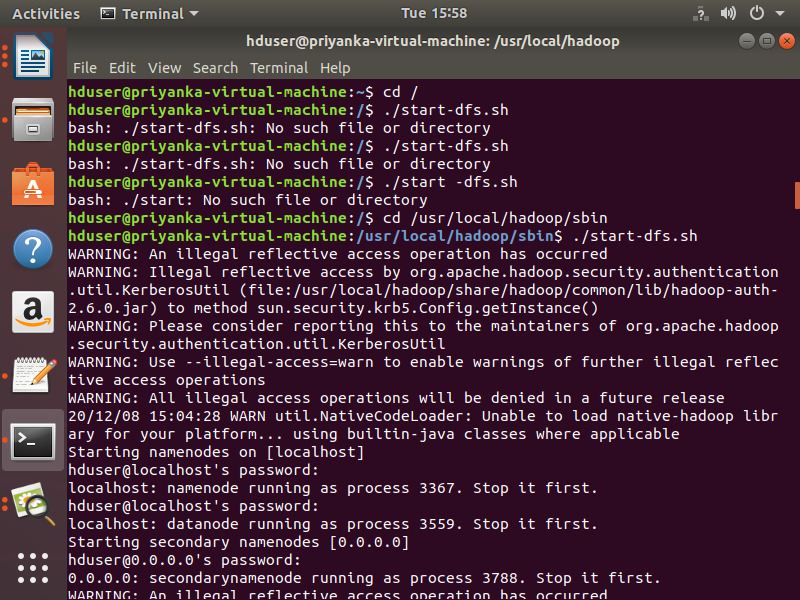 Activities Terminal Tue 15:58 ?
hduser@priyanka-virtual-machine: /usr/local/hadoop
File Edit View Search Terminal Help
hduser@priyanka-virtual-machine:~$ cd /
hduser@priyanka-virtual-machine:/$ ./start-dfs.sh
bash: ./start-dfs.sh: No such file or directory
hduser@priyanka-virtual-machine:/$ ./start-dfs.sh
bash: ./start-dfs.sh: No such file or directory
hduser@priyanka-virtual-machine:/$ ./start -dfs.sh
bash: ./start: No such file or directory
hduser@priyanka-virtual-machine:/$ cd /usr/local/hadoop/sbin
hduser@priyanka-virtual-machine:/usr/local/hadoop/sbin$ ./start-dfs.sh
WARNING: An illegal reflective access operation has occurred
WARNING: Illegal reflective access by org.apache.hadoop.security.authentication
.util.KerberosUtil (file:/usr/local/hadoop/share/hadoop/common/lib/hadoop-auth-
2.6.0.jar) to method sun.security.krb5.Config.getInstance()
WARNING: Please consider reporting this to the maintainers of org.apache.hadoop
.security.authentication.util.KerberosUtil
WARNING: Use --illegal-access=warn to enable warnings of further illegal reflec
tive access operations
WARNING: All illegal access operations will be denied in a future release
20/12/08 15:04:28 WARN util.NativeCodeLoader: Unable to load native-hadoop libr
ary for your platform... using builtin-java classes where applicable
Starting namenodes on [localhost]
hduser@localhost's password:
localhost: namenode running as process 3367. Stop it first.
hduser@localhost's password:
localhost: datanode running as process 3559. Stop it first.
Starting secondary namenodes [0.0.0.0]
hduser@0.0.0.0's password:
0.0.0.0: secondarynamenode running as process 3788. Stop it first.
WARNING: An illegal reflective access operation has occurred